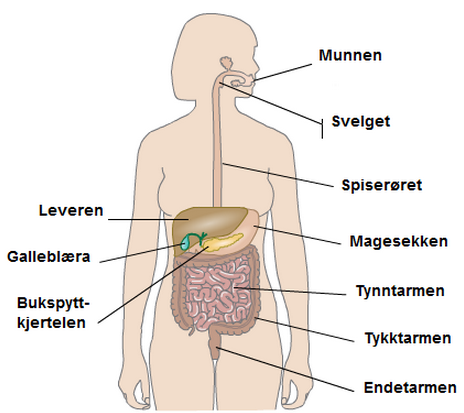 Munnen
Svelget
Spiserøret
Leveren
Magesekken
Galleblæra
Tynntarmen
Bukspytt-
kjertelen
Tykktarmen
Endetarmen